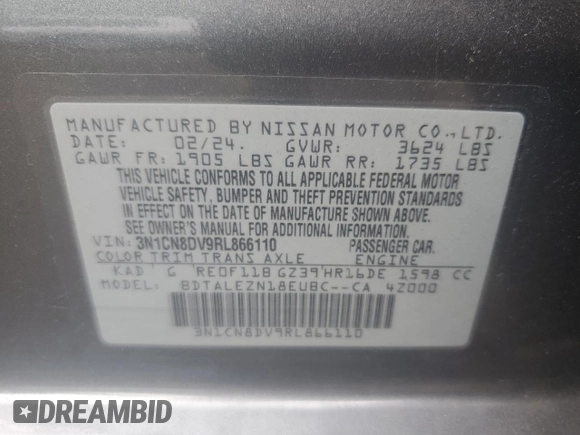 MANUFACTURED BY NISSAN MOTOR CO.,LTD.
DATE: 02/24. GVWR: 3624 LBS
GAWR FR: 1905 LBS GAWR RR: 1735 LBS
THIS VEHICLE CONFORMS TO ALL APPLICABLE FEDERAL MOTOR
VEHICLE SAFETY, BUMPER AND THEFT PREVENTION STANDARDS
IN EFFECT ON THE DATE OF MANUFACTURE SHOWN ABOVE.
SEE OWNER'S MANUAL FOR ADDITIONAL INFORMATION.
VIN: 3N1CN8DV9RL866110 PASSENGER CAR.
COLOR TRIM TRANS AXLE ENGINE
KAD G RE0F11B GZ39 HR16DE 1598 CC
BDTALEZN18EUBC--CA 4Z000
3N1CN8DV9RL866110
DREAMBID